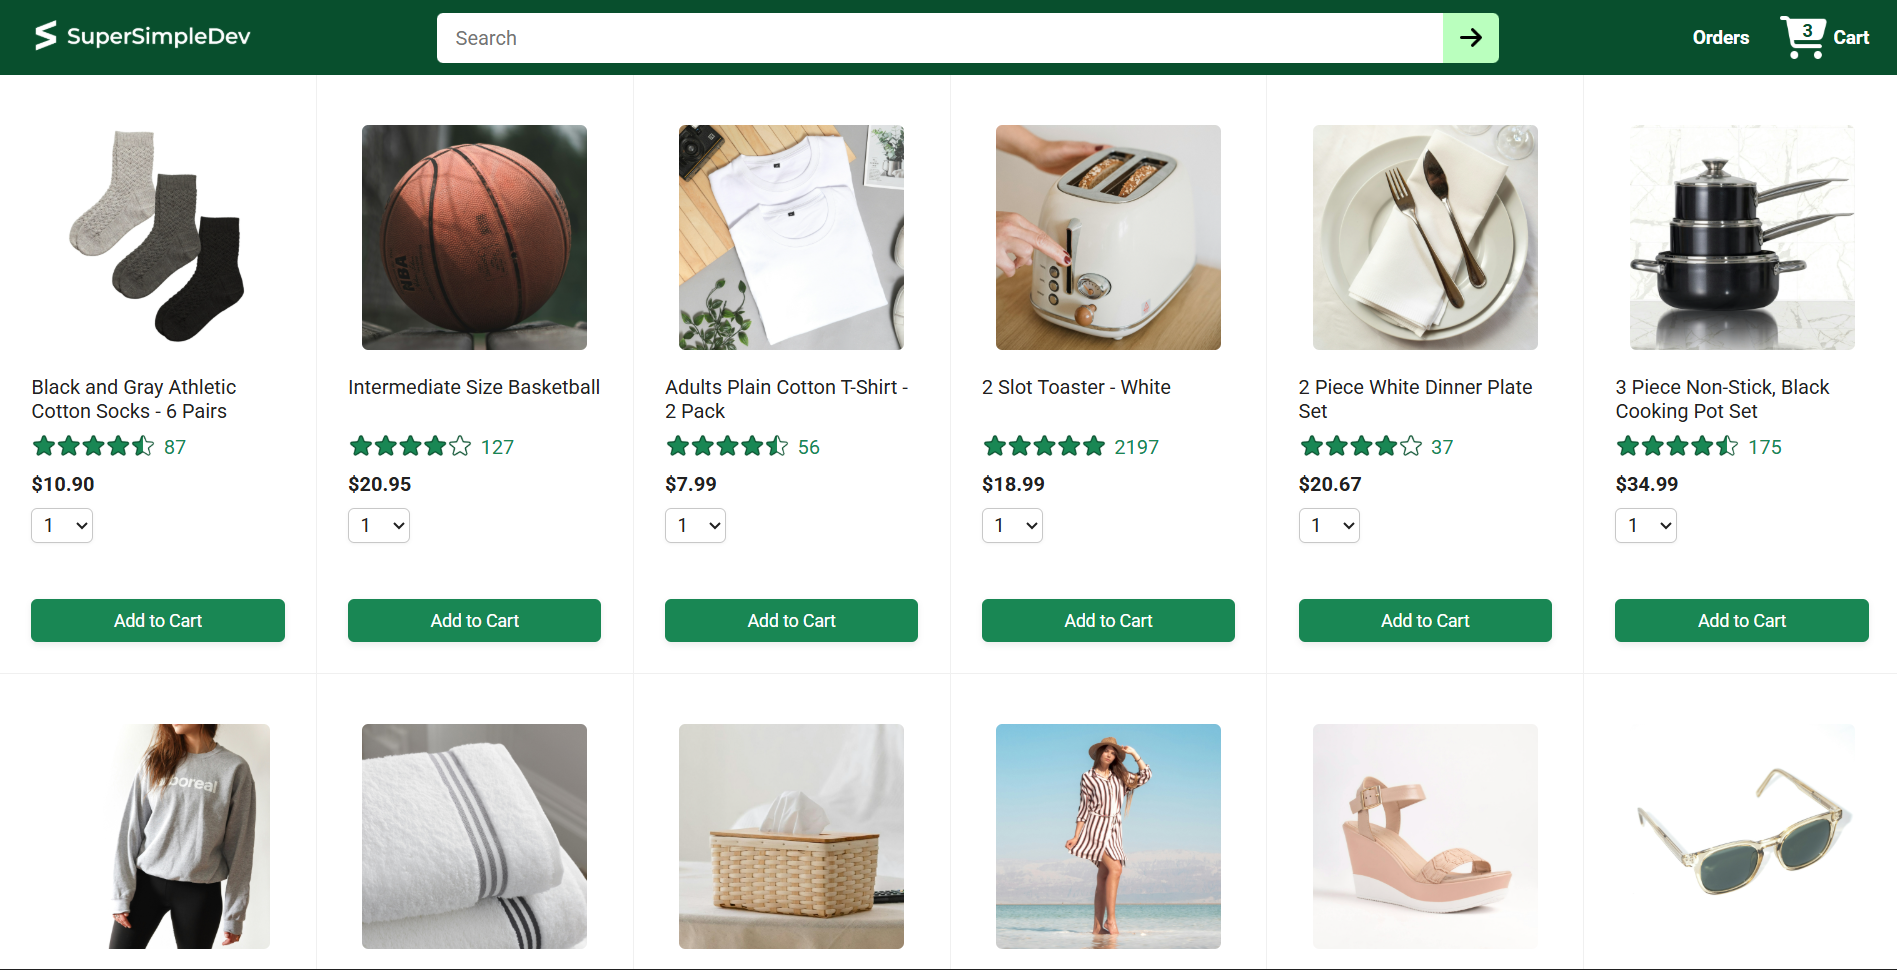 SuperSimpleDev
Search
Orders
3
Cart
NBA
Black and Gray Athletic
Cotton Socks - 6 Pairs
87
$10.90
1
Add to Cart
Intermediate Size Basketball
127
$20.95
1
Add to Cart
Adults Plain Cotton T-Shirt -
2 Pack
56
$7.99
1
Add to Cart
2 Slot Toaster - White
2197
$18.99
1
Add to Cart
2 Piece White Dinner Plate
Set
37
$20.67
1
Add to Cart
3 Piece Non-Stick, Black
Cooking Pot Set
175
$34.99
1
Add to Cart
boreal